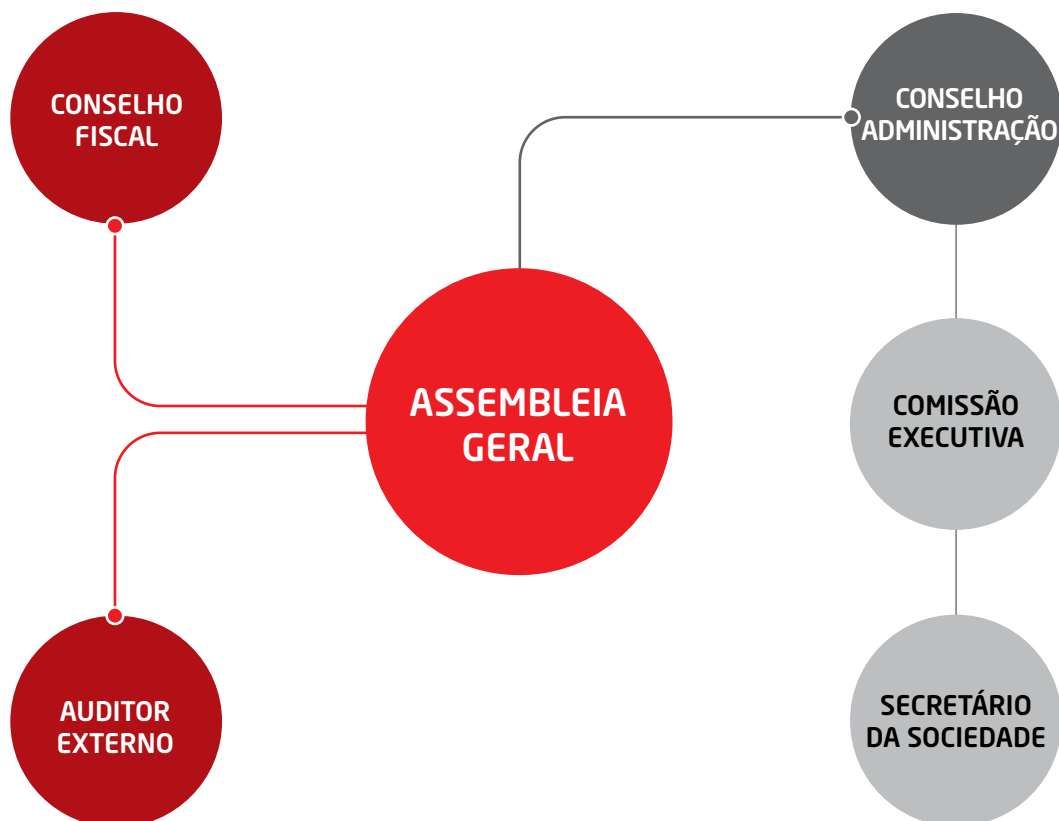 CONSELHO
FISCAL
CONSELHO
ADMINISTRAÇÃO
ASSEMBLEIA
GERAL
COMISSÃO
EXECUTIVA
AUDITOR
EXTERNO
SECRETÁRIO
DA SOCIEDADE